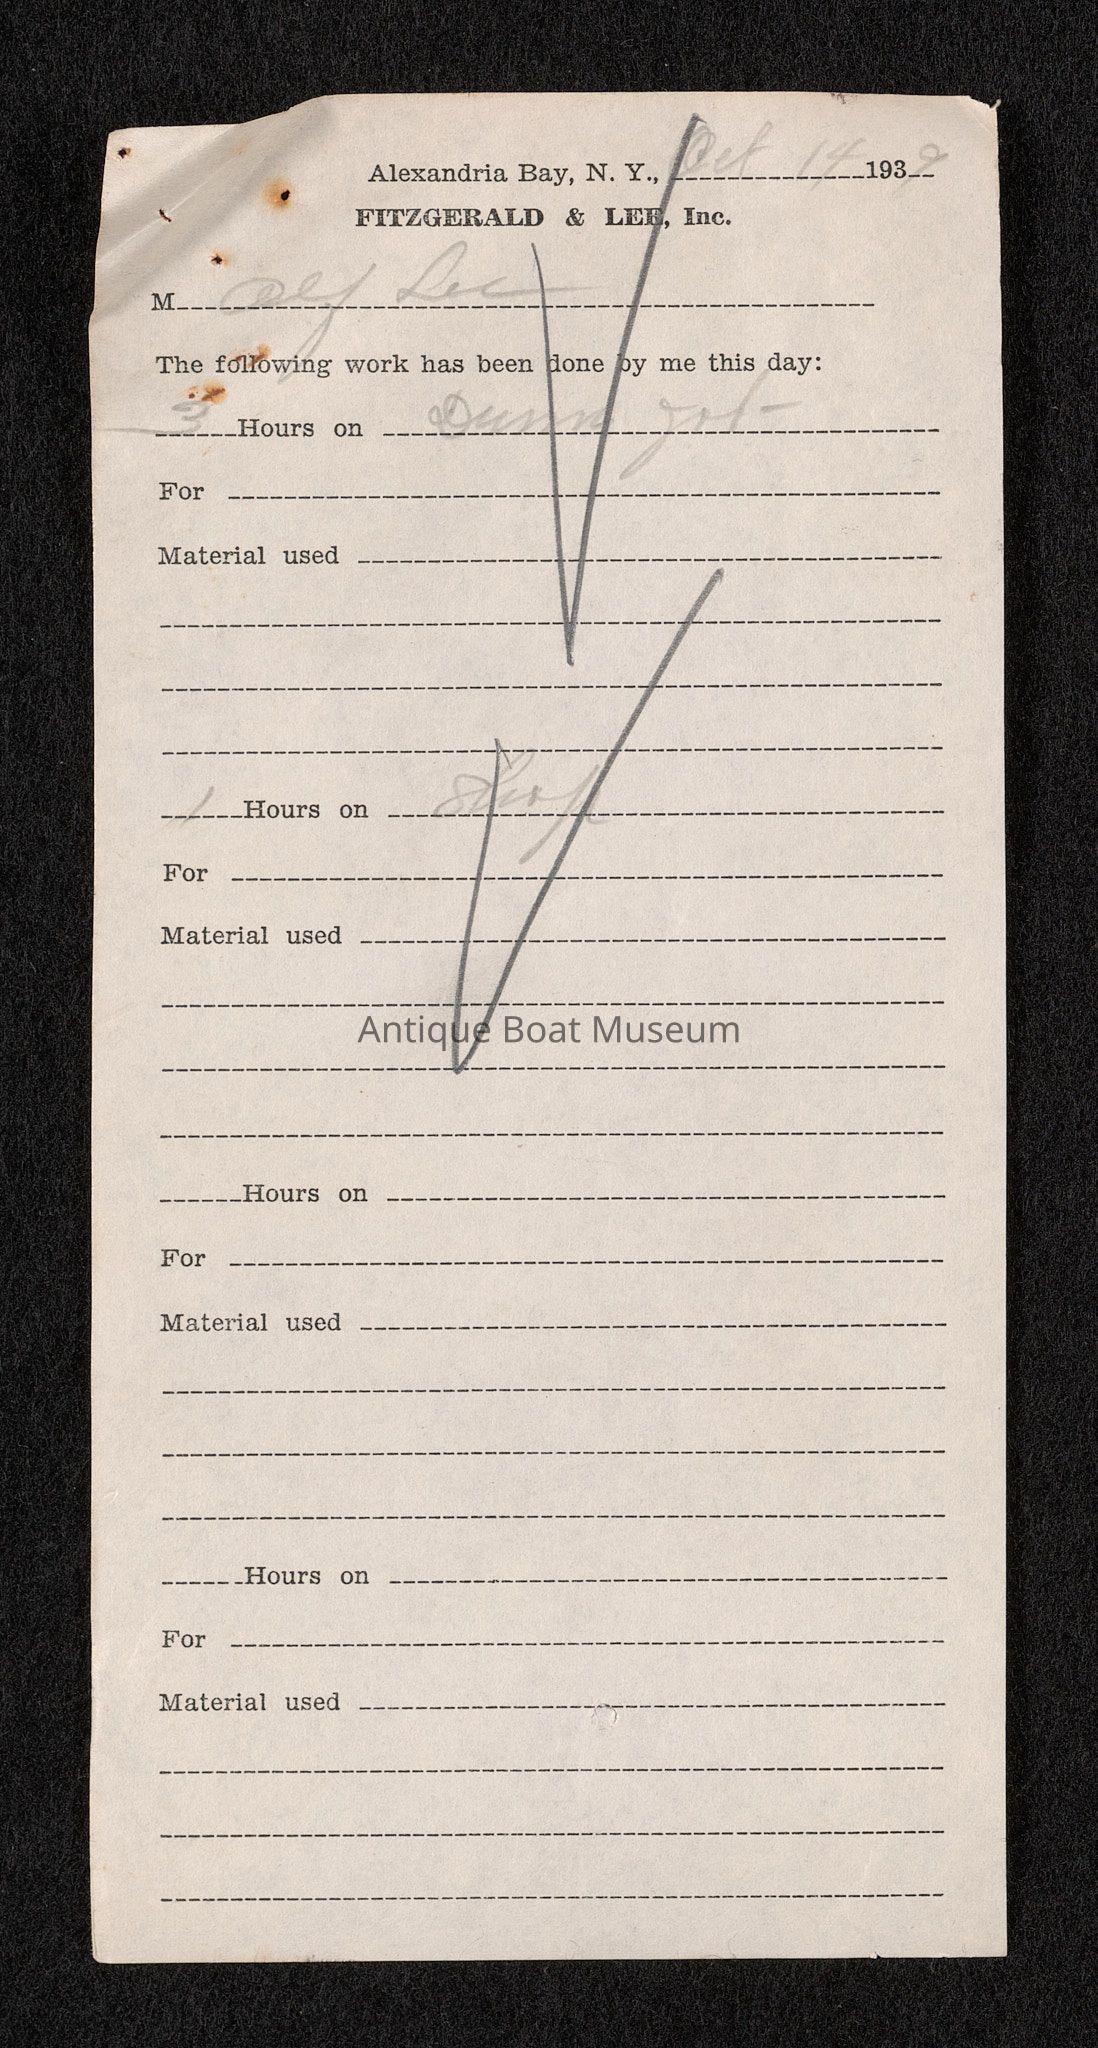 Alexandria Bay, N. Y., Oct 14 1939
FITZGERALD & LEE, Inc.
M Lee
The following work has been done by me this day:
3 Hours on Dunn Job
For
Material used
1 Hours on Shop
For
Material used
Antique Boat Museum
Hours on
For
Material used
Hours on
For
Material used